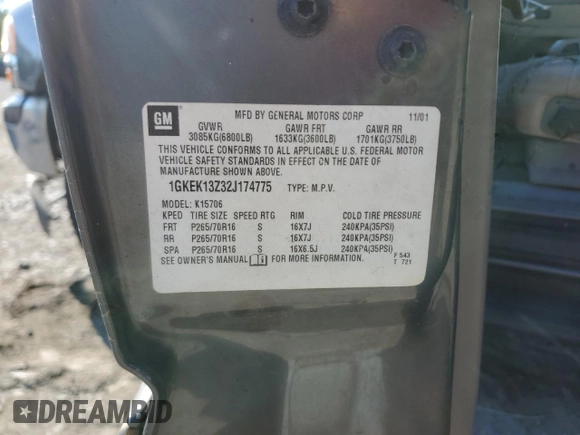 GM
MFD BY GENERAL MOTORS CORP 11/01
GVWR GAWR FRT GAWR RR
3085KG(6800LB) 1633KG(3600LB) 1701KG(3750LB)
THIS VEHICLE CONFORMS TO ALL APPLICABLE U.S. FEDERAL MOTOR
VEHICLE SAFETY STANDARDS IN EFFECT ON THE DATE OF
MANUFACTURE SHOWN ABOVE.
1GKEK13Z32J174775 TYPE: M.P.V.
MODEL: K15706
KPED TIRE SIZE SPEED RTG RIM COLD TIRE PRESSURE
FRT P265/70R16 S 16X7J 240KPA(35PSI)
RR P265/70R16 S 16X7J 240KPA(35PSI)
SPA P265/70R16 S 16X6.5J 240KPA(35PSI)
SEE OWNER'S MANUAL FOR MORE INFORMATION.
F 543
T 721
DREAMBID